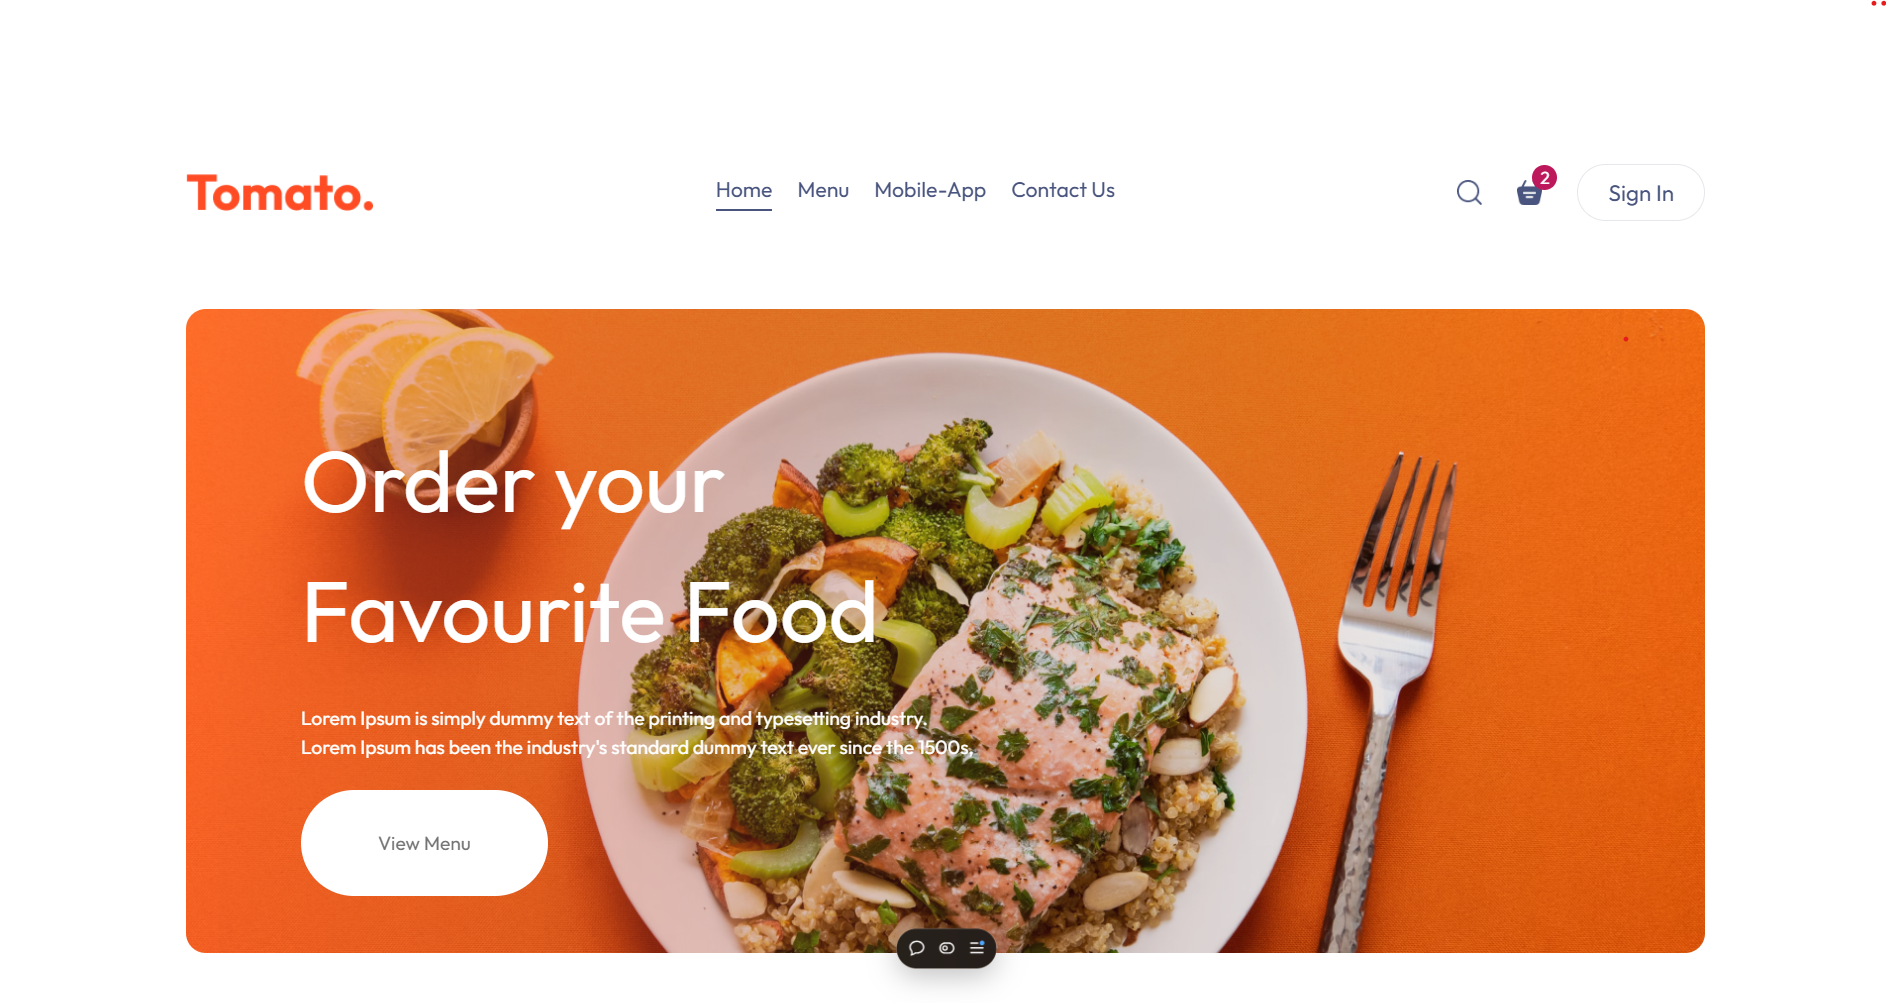 Tomato.
Home Menu Mobile-App Contact Us
2
Sign In
Order your
Favourite Food
Lorem Ipsum is simply dummy text of the printing and typesetting industry.
Lorem Ipsum has been the industry's standard dummy text ever since the 1500s,
View Menu